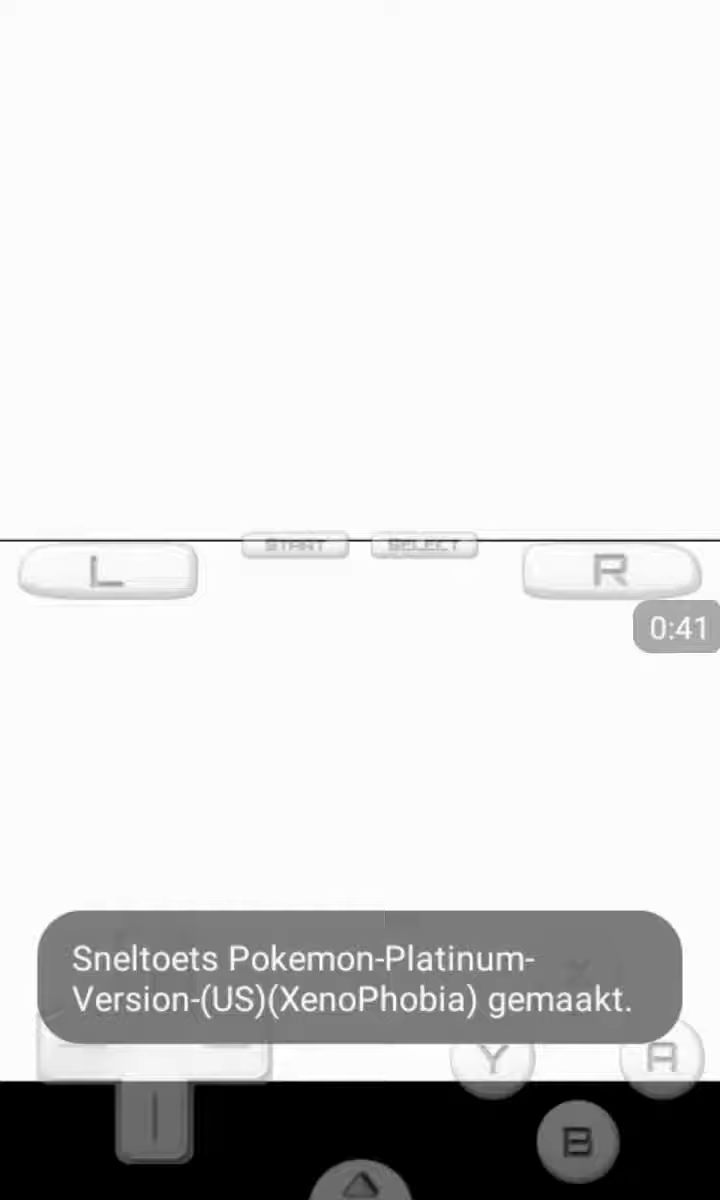 START SELECT
L R
0:41
Sneltoets Pokemon-Platinum-
Version-(US)(XenoPhobia) gemaakt.
Y A
B